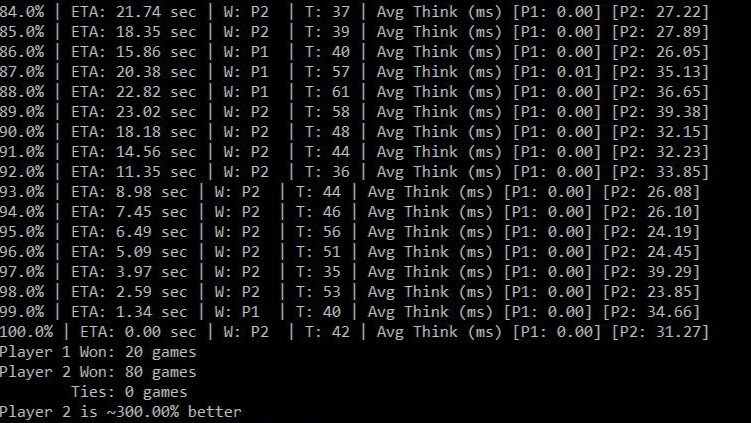 84.0% | ETA: 21.74 sec | W: P2 | T: 37 | Avg Think (ms) [P1: 0.00] [P2: 27.22]
85.0% | ETA: 18.35 sec | W: P2 | T: 39 | Avg Think (ms) [P1: 0.00] [P2: 27.89]
86.0% | ETA: 15.86 sec | W: P1 | T: 40 | Avg Think (ms) [P1: 0.00] [P2: 26.05]
87.0% | ETA: 20.38 sec | W: P1 | T: 57 | Avg Think (ms) [P1: 0.01] [P2: 35.13]
88.0% | ETA: 22.82 sec | W: P1 | T: 61 | Avg Think (ms) [P1: 0.00] [P2: 36.65]
89.0% | ETA: 23.02 sec | W: P2 | T: 58 | Avg Think (ms) [P1: 0.00] [P2: 39.38]
90.0% | ETA: 18.18 sec | W: P2 | T: 48 | Avg Think (ms) [P1: 0.00] [P2: 32.15]
91.0% | ETA: 14.56 sec | W: P2 | T: 44 | Avg Think (ms) [P1: 0.00] [P2: 32.23]
92.0% | ETA: 11.35 sec | W: P2 | T: 36 | Avg Think (ms) [P1: 0.00] [P2: 33.85]
93.0% | ETA: 8.98 sec | W: P2 | T: 44 | Avg Think (ms) [P1: 0.00] [P2: 26.08]
94.0% | ETA: 7.45 sec | W: P2 | T: 46 | Avg Think (ms) [P1: 0.00] [P2: 26.10]
95.0% | ETA: 6.49 sec | W: P2 | T: 56 | Avg Think (ms) [P1: 0.00] [P2: 24.19]
96.0% | ETA: 5.09 sec | W: P2 | T: 51 | Avg Think (ms) [P1: 0.00] [P2: 24.45]
97.0% | ETA: 3.97 sec | W: P2 | T: 35 | Avg Think (ms) [P1: 0.00] [P2: 39.29]
98.0% | ETA: 2.59 sec | W: P2 | T: 53 | Avg Think (ms) [P1: 0.00] [P2: 23.85]
99.0% | ETA: 1.34 sec | W: P1 | T: 40 | Avg Think (ms) [P1: 0.00] [P2: 34.66]
100.0% | ETA: 0.00 sec | W: P2 | T: 42 | Avg Think (ms) [P1: 0.00] [P2: 31.27]
Player 1 Won: 20 games
Player 2 Won: 80 games
Ties: 0 games
Player 2 is ~300.00% better